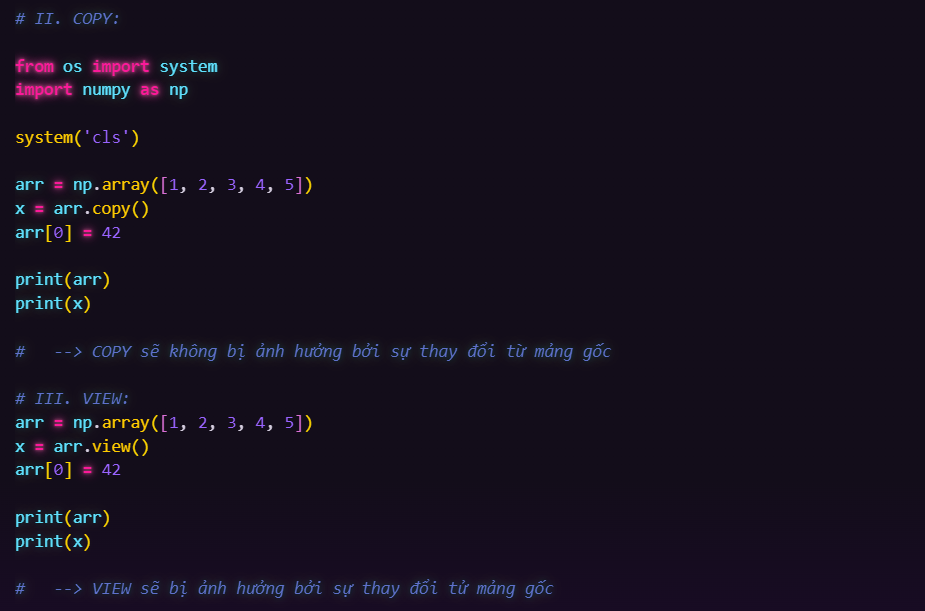 # II. COPY:
from os import system
import numpy as np
system('cls')
arr = np.array([1, 2, 3, 4, 5])
x = arr.copy()
arr[0] = 42
print(arr)
print(x)
#   --> COPY sẽ không bị ảnh hưởng bởi sự thay đổi từ mảng gốc
# III. VIEW:
arr = np.array([1, 2, 3, 4, 5])
x = arr.view()
arr[0] = 42
print(arr)
print(x)
#   --> VIEW sẽ bị ảnh hưởng bởi sự thay đổi tử mảng gốc